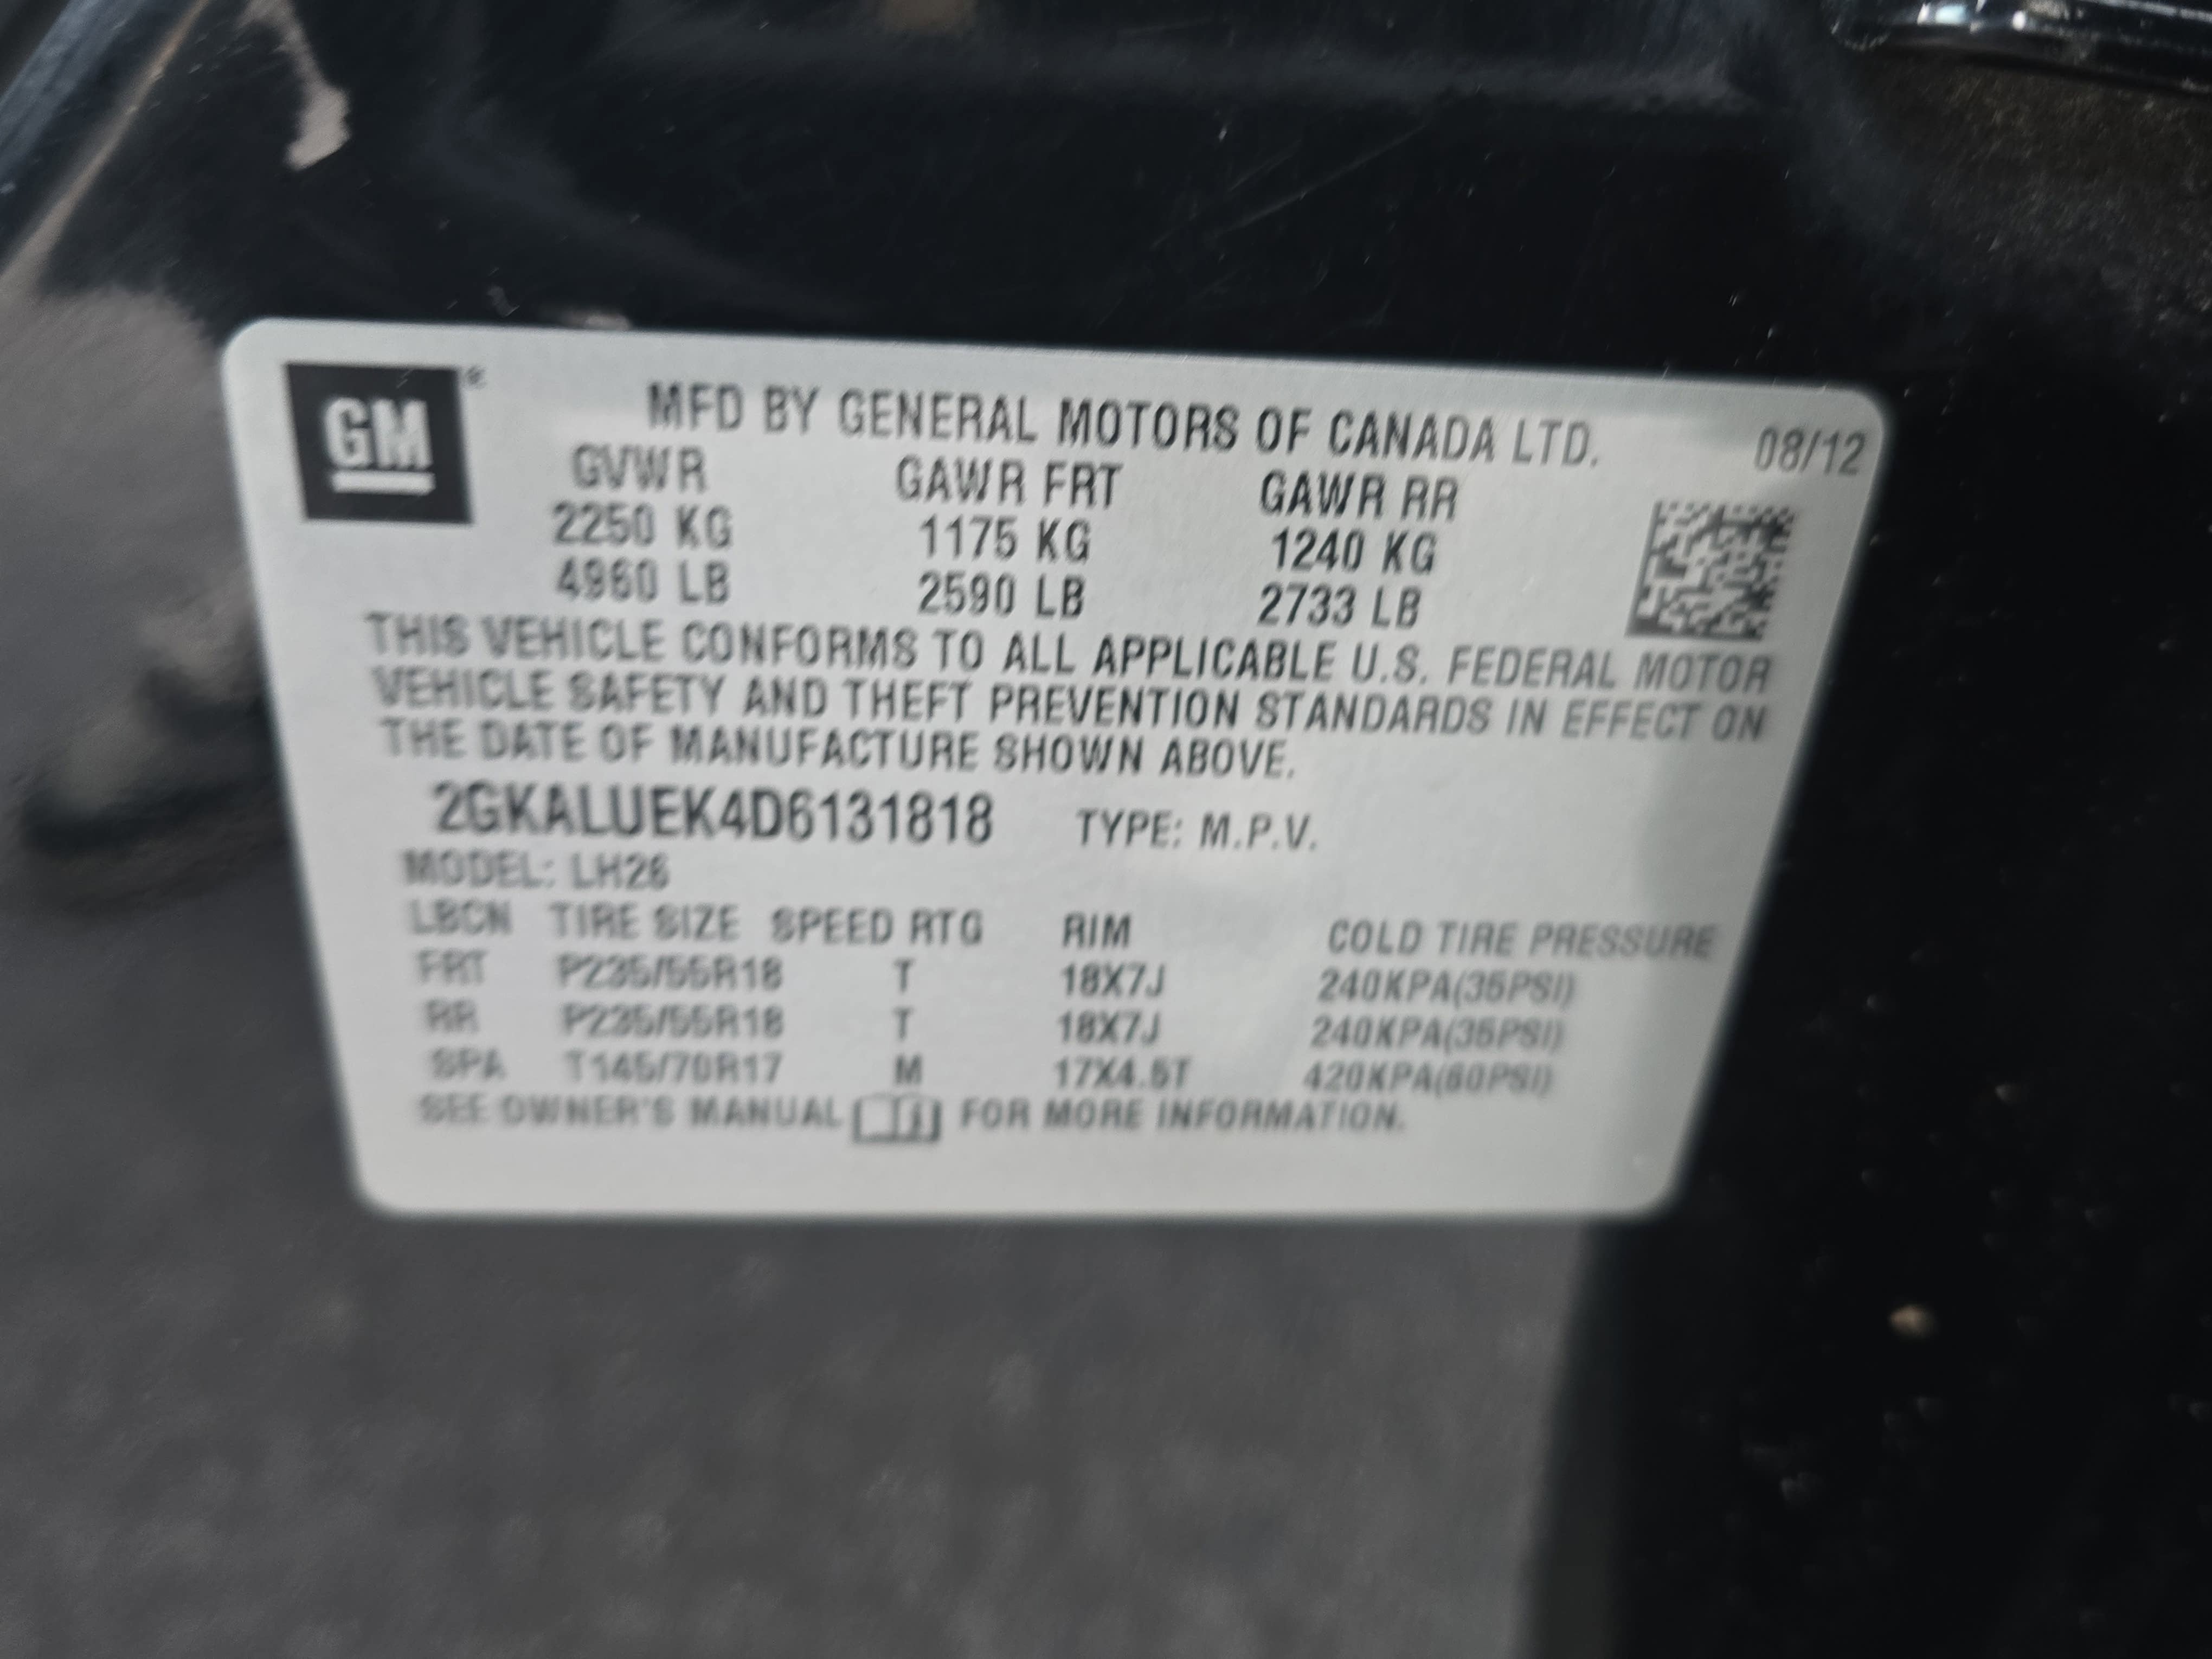 GM ®
MFD BY GENERAL MOTORS OF CANADA LTD. 08/12
GVWR GAWR FRT GAWR RR
2250 KG 1175 KG 1240 KG
4960 LB 2590 LB 2733 LB
THIS VEHICLE CONFORMS TO ALL APPLICABLE U.S. FEDERAL MOTOR
VEHICLE SAFETY AND THEFT PREVENTION STANDARDS IN EFFECT ON
THE DATE OF MANUFACTURE SHOWN ABOVE.
2GKALUEK4D6131818 TYPE: M.P.V.
MODEL: LH26
LBCN TIRE SIZE SPEED RTG RIM COLD TIRE PRESSURE
FRT P235/55R18 T 18X7J 240KPA(35PSI)
RR P235/55R18 T 18X7J 240KPA(35PSI)
SPA T145/70R17 M 17X4.5T 420KPA(60PSI)
SEE OWNER'S MANUAL FOR MORE INFORMATION.